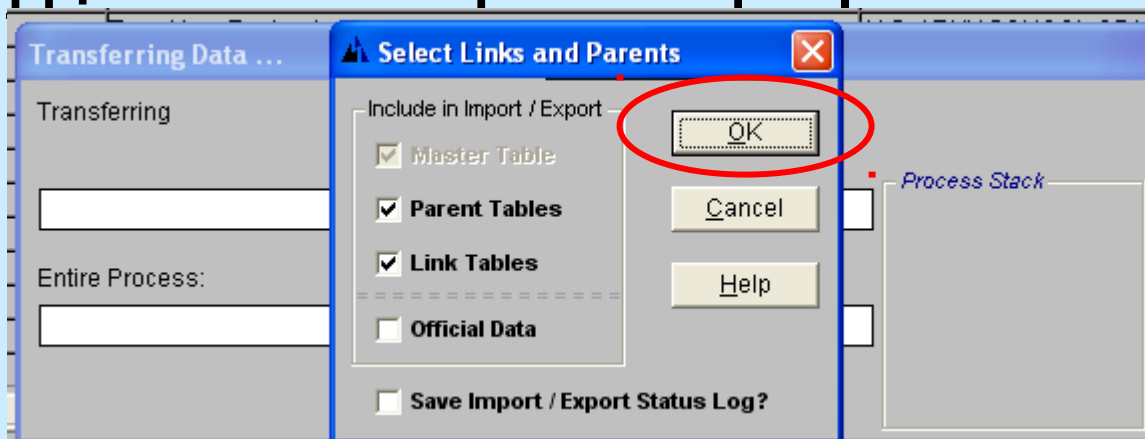 Transferring Data ...
Select Links and Parents
Transferring
Include in Import / Export
OK
Master Table
Process Stack
Parent Tables
Cancel
Link Tables
Entire Process:
Help
Official Data
Save Import / Export Status Log?